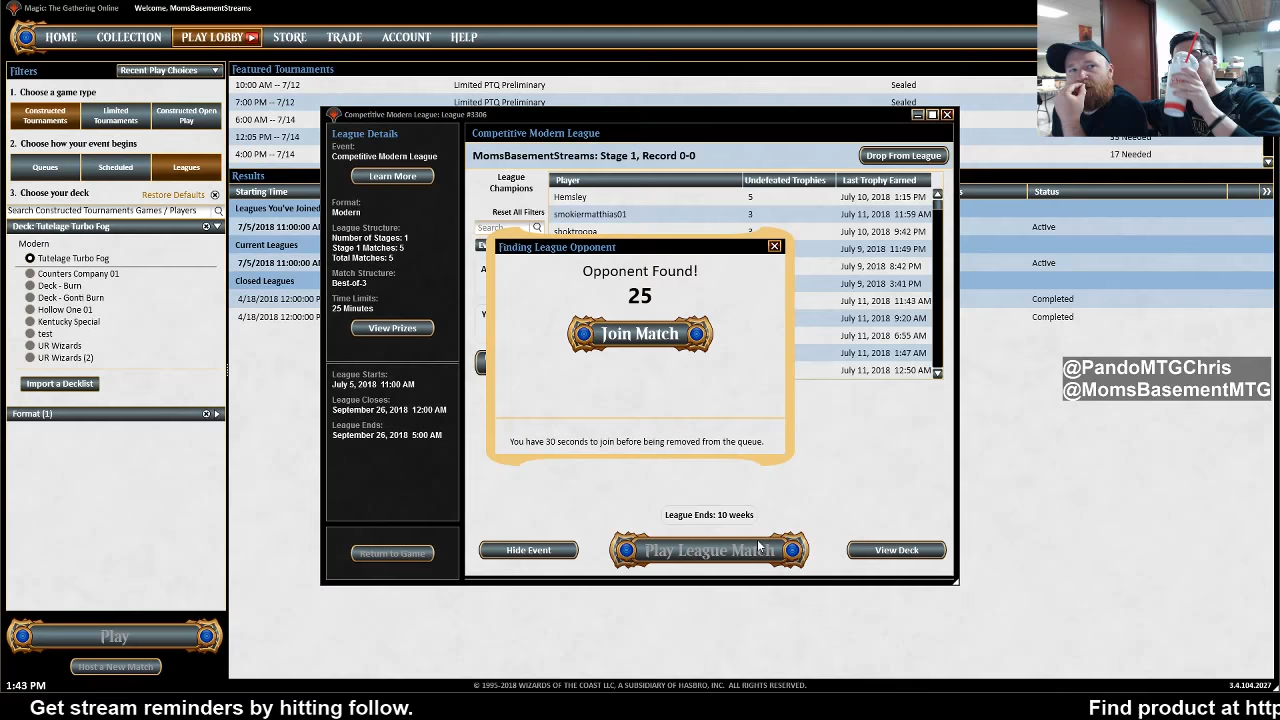 Magic: The Gathering Online
Welcome, MomsBasementStreams
HOME COLLECTION PLAY LOBBY STORE TRADE ACCOUNT HELP
Filters
Recent Play Choices
1. Choose a game type
Constructed Tournaments
Limited Tournaments
Constructed Open Play
2. Choose how your event begins
Queues
Scheduled
Leagues
3. Choose your deck
Restore Defaults
Search Constructed Tournaments Games / Players
Deck: Tutelage Turbo Fog
Modern
Tutelage Turbo Fog
Counters Company 01
Deck - Burn
Deck - Gonti Burn
Hollow One 01
Kentucky Special
test
UR Wizards
UR Wizards (2)
Import a Decklist
Format (1)
Play
Host a New Match
1:43 PM
Featured Tournaments
10:00 AM -- 7/12 Limited PTQ Preliminary Sealed
7:00 PM -- 7/12 Limited PTQ Preliminary Sealed
6:00 AM -- 7/14
12:05 PM -- 7/14
4:00 PM -- 7/14 17 Needed
Results
Starting Time
Status
Leagues You've Joined
7/5/2018 11:00:00 AM Active
Current Leagues
7/5/2018 11:00:00 AM Active
Closed Leagues
4/18/2018 12:00:00 P Completed
4/18/2018 12:00:00 P Completed
Competitive Modern League: League #3306
League Details
Event:
Competitive Modern League
Learn More
Format:
Modern
League Structure:
Number of Stages: 1
Stage 1 Matches: 5
Total Matches: 5
Match Structure:
Best-of-3
Time Limits:
25 Minutes
View Prizes
League Starts:
July 5, 2018 11:00 AM
League Closes:
September 26, 2018 12:00 AM
League Ends:
September 26, 2018 5:00 AM
Return to Game
Competitive Modern League
MomsBasementStreams: Stage 1, Record 0-0
Drop From League
League Champions
Reset All Filters
Search...
Player Undefeated Trophies Last Trophy Earned
Hemsley 5 July 10, 2018 1:15 PM
smokiermatthias01 3 July 11, 2018 11:59 AM
shoktroopa 3 July 10, 2018 9:42 PM
July 9, 2018 11:49 PM
July 9, 2018 8:42 PM
July 9, 2018 3:41 PM
July 11, 2018 11:43 AM
July 11, 2018 9:20 AM
July 11, 2018 6:55 AM
July 11, 2018 1:47 AM
July 11, 2018 12:50 AM
Finding League Opponent
Opponent Found!
25
Join Match
You have 30 seconds to join before being removed from the queue.
League Ends: 10 weeks
Hide Event
Play League Match
View Deck
@PandoMTGChris
@MomsBasementMTG
© 1995-2018 WIZARDS OF THE COAST LLC, A SUBSIDIARY OF HASBRO, INC. ALL RIGHTS RESERVED.
3.4.104.2027
Get stream reminders by hitting follow.
Find product at http